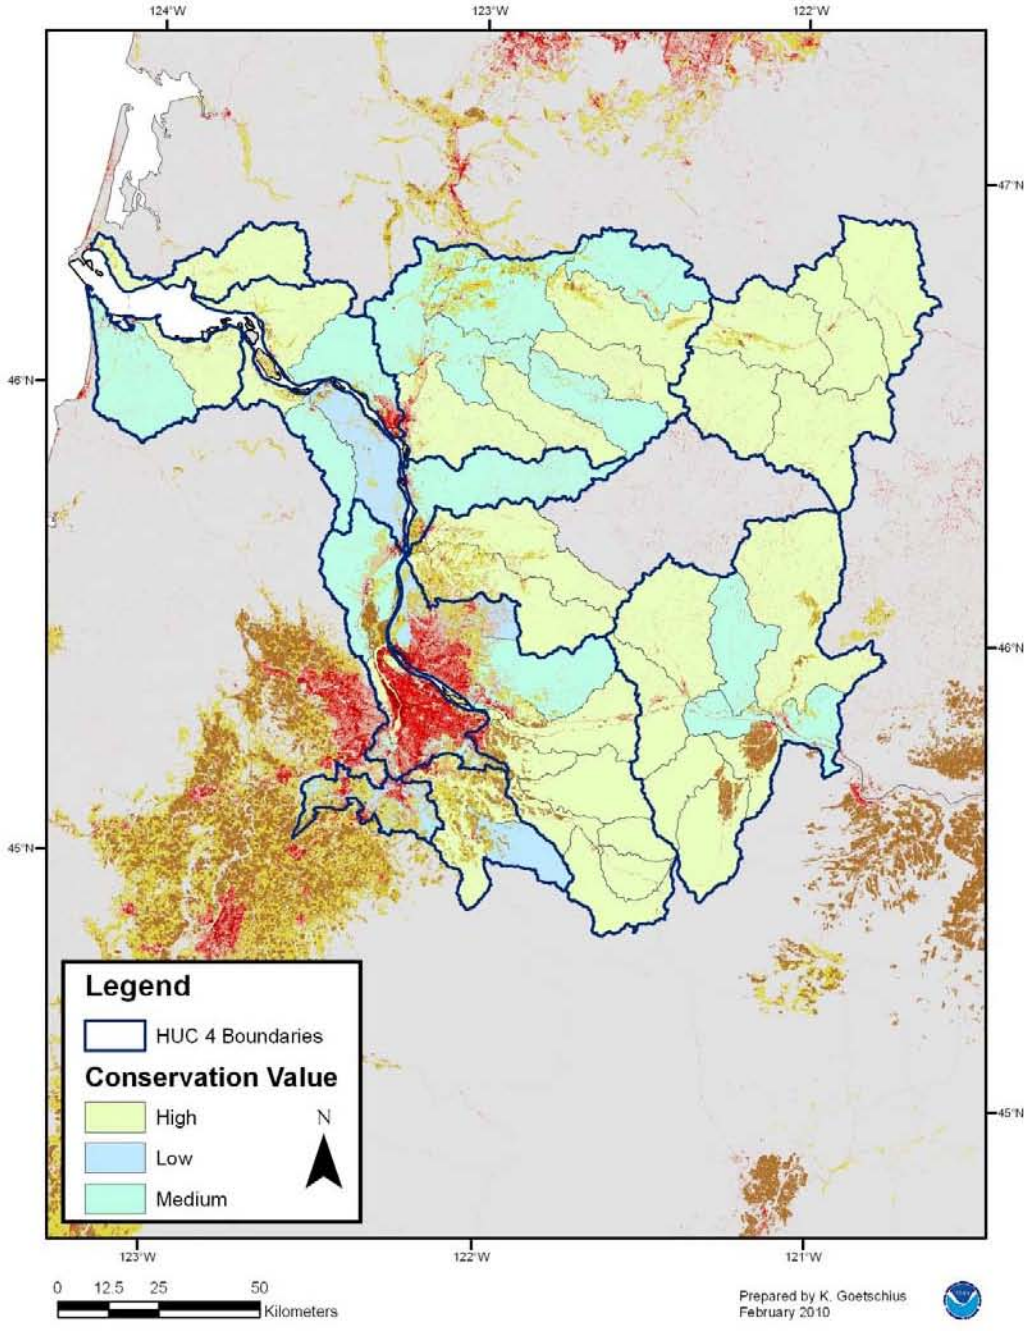 124°W 123°W 122°W
47°N
46°N
46°N
45°N
45°N
Legend
HUC 4 Boundaries
Conservation Value
High
Low
Medium
N
123°W 122°W 121°W
0 12.5 25 50
Kilometers
Prepared by K. Goetschius
February 2010